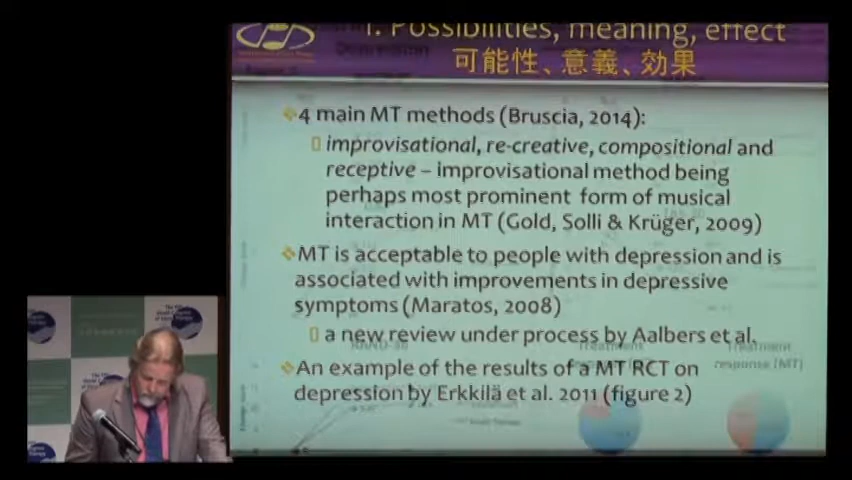 1. Possibilities, meaning, effect
可能性、意義、効果
4 main MT methods (Bruscia, 2014):
improvisational, re-creative, compositional and
receptive – improvisational method being
perhaps most prominent form of musical
interaction in MT (Gold, Solli & Krüger, 2009)
MT is acceptable to people with depression and is
associated with improvements in depressive
symptoms (Maratos, 2008)
a new review under process by Aalbers et al.
Treatment
An example of the results of a MT RCT on
response (MT)
depression by Erkkilä et al. 2011 (figure 2)